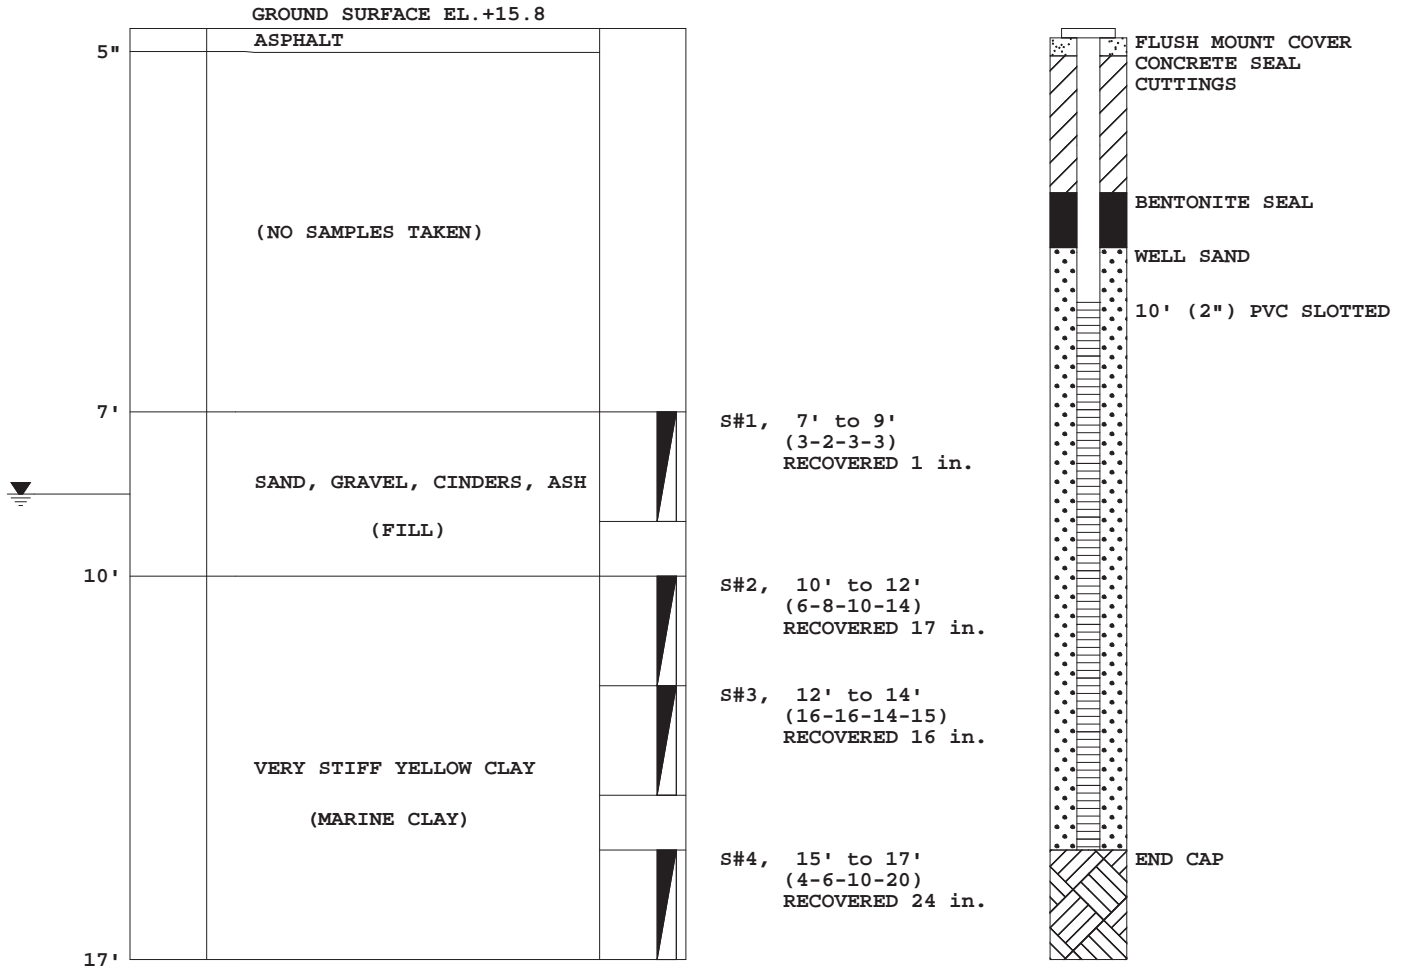 GROUND SURFACE EL.+15.8
5"
ASPHALT
(NO SAMPLES TAKEN)
7'
SAND, GRAVEL, CINDERS, ASH
(FILL)
10'
VERY STIFF YELLOW CLAY
(MARINE CLAY)
17'
S#1, 7' to 9'
(3-2-3-3)
RECOVERED 1 in.
S#2, 10' to 12'
(6-8-10-14)
RECOVERED 17 in.
S#3, 12' to 14'
(16-16-14-15)
RECOVERED 16 in.
S#4, 15' to 17'
(4-6-10-20)
RECOVERED 24 in.
FLUSH MOUNT COVER
CONCRETE SEAL
CUTTINGS
BENTONITE SEAL
WELL SAND
10' (2") PVC SLOTTED
END CAP